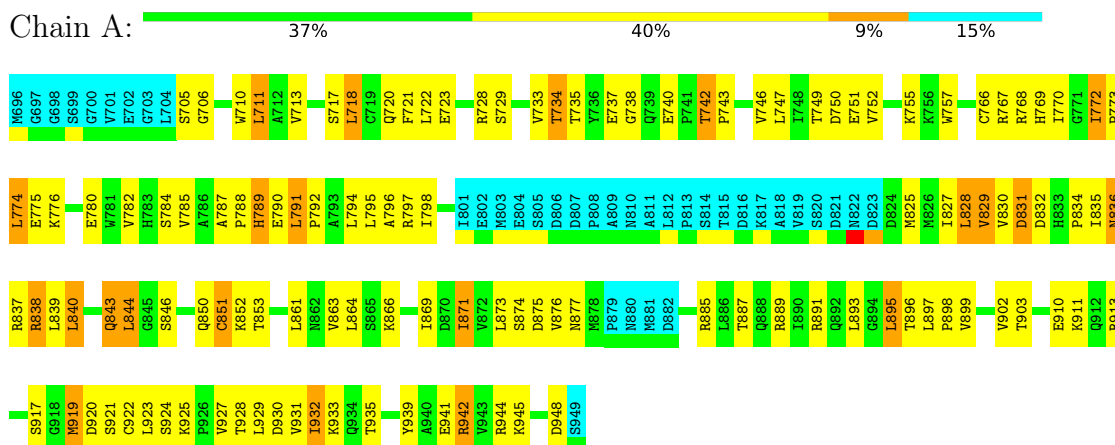 Chain A:
37% 40% 9% 15%
M696 G697 G698 S699 G700 V701 E702 G703 L704 S705 G706 W710 L711 A712 V713 S717 L718 C719 Q720 F721 L722 E723 R728 S729 V733 T734 T735 Y736 E737 G738 Q739 E740 P741 T742 P743 V746 L747 I748 T749 D750 E751 V752 K755 K756 W757 C766 R767 R768 H769 I770 G771 I772
L774 E775 K776 E780 W781 V782 H783 S784 V785 A786 A787 P788 H789 E790 L791 P792 A793 L794 L795 A796 R797 I798 I801 E802 M803 E804 S805 D806 D807 P808 A809 N810 A811 L812 P813 S814 T815 D816 K817 A818 V819 S820 D821 N822 D823 D824 M825 M826 I827 L828 V829 V830 D831 D832 H833 P834 I835
R837 R838 L839 L840 Q843 L844 G845 S846 Q850 C851 K852 T853 L861 N862 V863 L864 S865 K866 I869 D870 I871 V872 L873 S874 D875 V876 N877 M878 P879 N880 M881 D882 R885 L886 T887 Q888 R889 I890 R891 Q892 L893 G894 L895 T896 L897 P898 V899 V902 T903 E910 K911 Q912
S917 G918 M919 D920 S921 C922 L923 S924 K925 P926 V927 T928 L929 D930 V931 I932 K933 Q934 T935 Y939 A940 E941 R942 V943 R944 K945 D948 S949